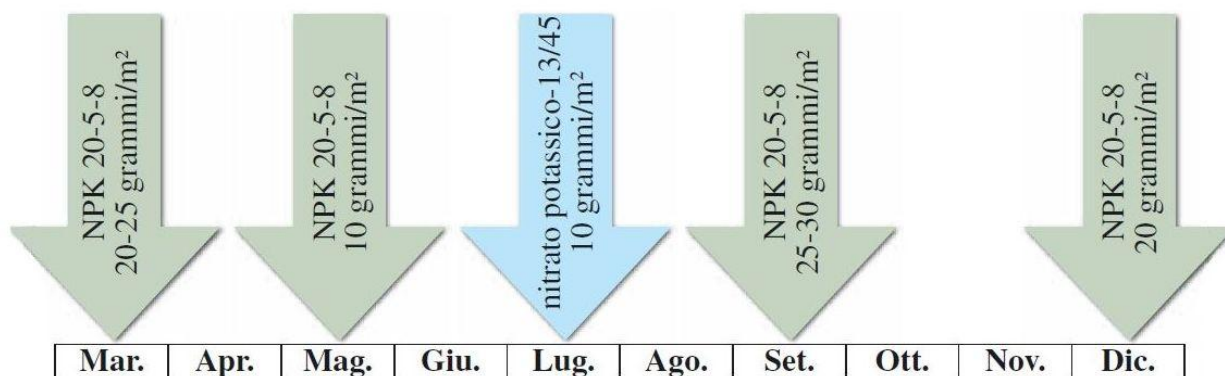 NPK 20-5-8
20-25 grammi/m²
NPK 20-5-8
10 grammi/m²
nitrato potassico-13/45
10 grammi/m²
NPK 20-5-8
25-30 grammi/m²
NPK 20-5-8
20 grammi/m²
Mar. Apr. Mag. Giu. Lug. Ago. Set. Ott. Nov. Dic.